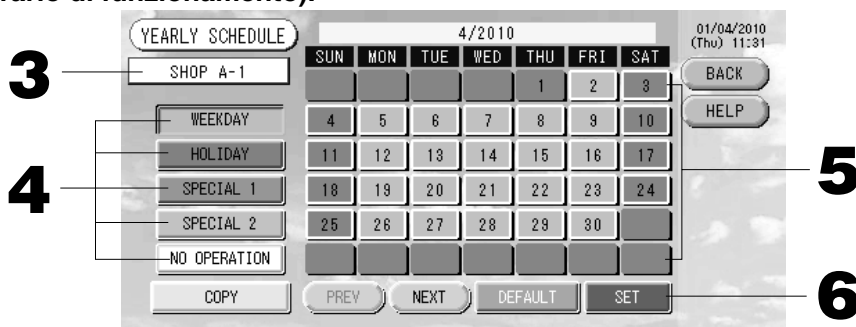 YEARLY SCHEDULE
4/2010
01/04/2010
(Thu) 11:31
3
SHOP A-1
SUN MON TUE WED THU FRI SAT
BACK
1 2 3
HELP
WEEKDAY
4 5 6 7 8 9 10
HOLIDAY
11 12 13 14 15 16 17
5
4
SPECIAL 1
18 19 20 21 22 23 24
SPECIAL 2
25 26 27 28 29 30
NO OPERATION
COPY
PREV NEXT DEFAULT SET
6